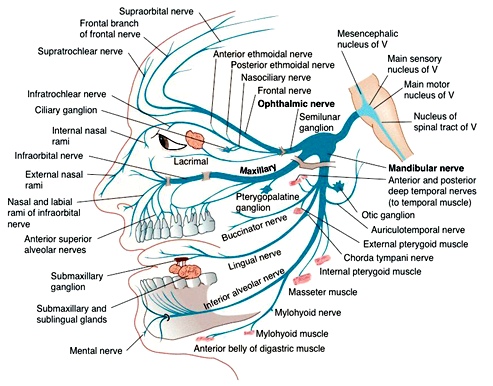 Supraorbital nerve
Frontal branch
of frontal nerve
Supratrochlear nerve
Anterior ethmoidal nerve
Posterior ethmoidal nerve
Nasociliary nerve
Frontal nerve
Ophthalmic nerve
Semilunar
ganglion
Mesencephalic
nucleus of V
Main sensory
nucleus of V
Main motor
nucleus of V
Nucleus of
spinal tract of V
Infratrochlear nerve
Ciliary ganglion
Internal nasal
rami
Infraorbital nerve
External nasal
rami
Nasal and labial
rami of infraorbital
nerve
Anterior superior
alveolar nerves
Lacrimal
Maxillary
Pterygopalatine
ganglion
Buccinator nerve
Mandibular nerve
Anterior and posterior
deep temporal nerves
(to temporal muscle)
Otic ganglion
Auriculotemporal nerve
External pterygoid muscle
Chorda tympani nerve
Internal pterygoid muscle
Masseter muscle
Lingual nerve
Submaxillary
ganglion
Submaxillary and
sublingual glands
Inferior alveolar nerve
Mylohyoid nerve
Mental nerve
Mylohyoid muscle
Anterior belly of digastric muscle